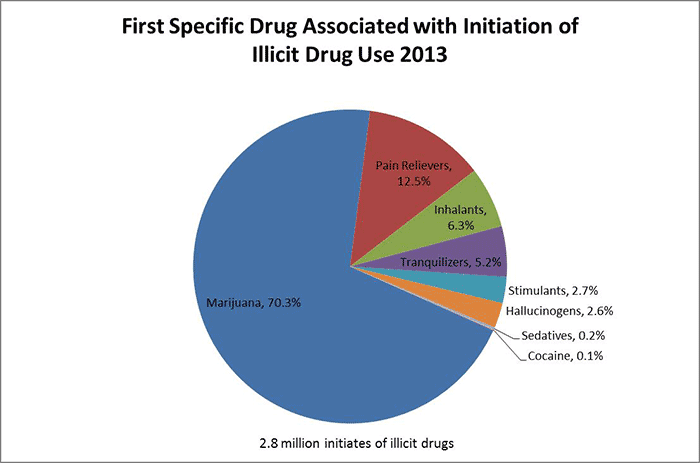 First Specific Drug Associated with Initiation of
Illicit Drug Use 2013
Pain Relievers,
12.5%
Inhalants,
6.3%
Tranquilizers, 5.2%
Stimulants, 2.7%
Hallucinogens, 2.6%
Marijuana, 70.3%
Sedatives, 0.2%
Cocaine, 0.1%
2.8 million initiates of illicit drugs